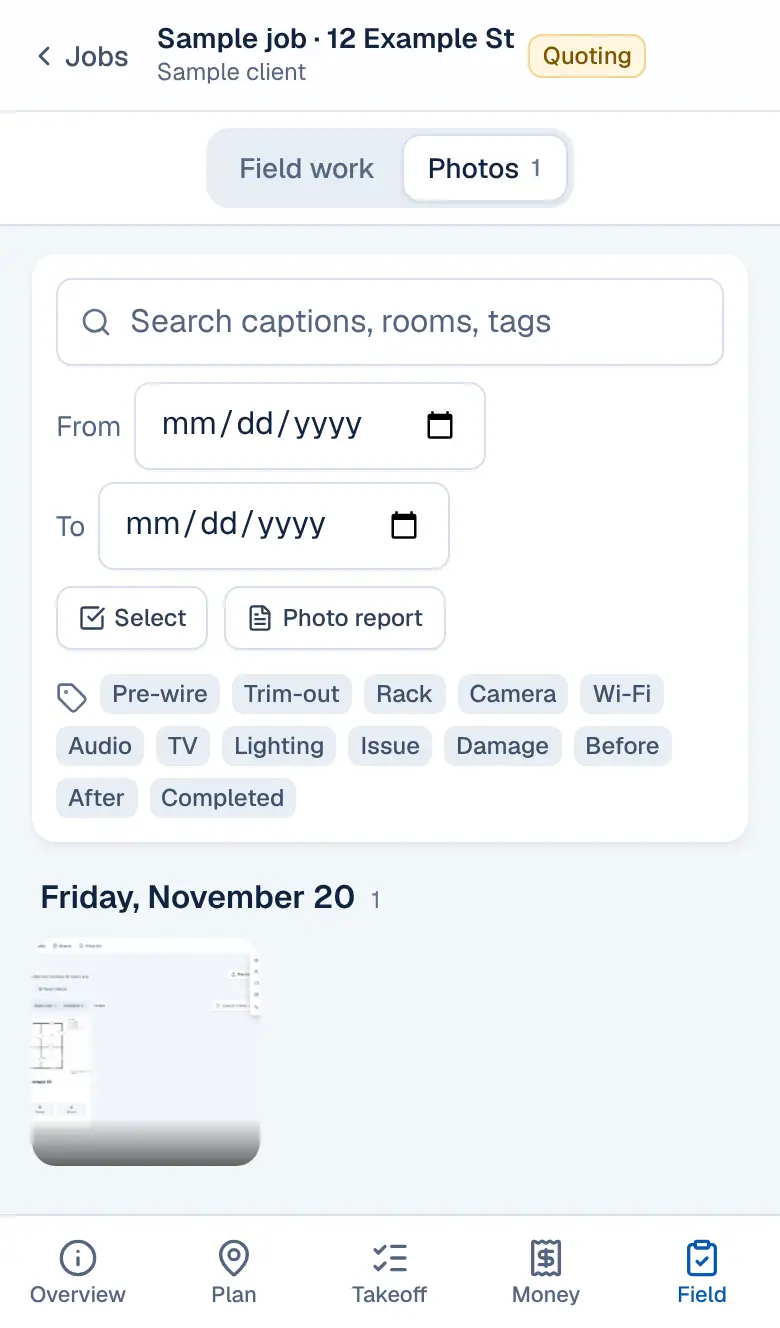 Jobs
Sample job · 12 Example St
Sample client
Quoting
Field work
Photos 1
Search captions, rooms, tags
From mm/dd/yyyy
To mm/dd/yyyy
Select
Photo report
Pre-wire Trim-out Rack Camera Wi-Fi
Audio TV Lighting Issue Damage Before
After Completed
Friday, November 20 1
Overview Plan Takeoff Money Field